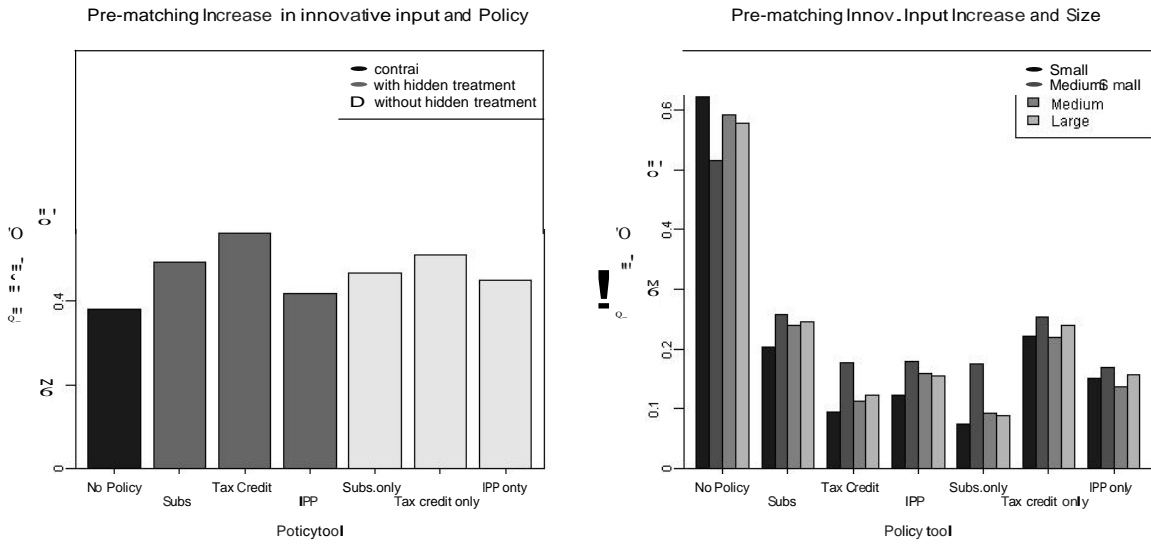 Pre-matching Increase in innovative input and Policy
contrai
with hidden treatment
D without hidden treatment
0.4
0
No Policy
Subs
Tax Credit
IPP
Subs.only
Tax credit only
IPP onty
Poticytool
Pre-matching Innov. Input Increase and Size
Small
Medium Small
Medium
Large
0.6
0.4
0.2
0.1
0
No Policy
Subs
Tax Credit
IPP
Subs.only
Tax credit only
IPP only
Policy tool